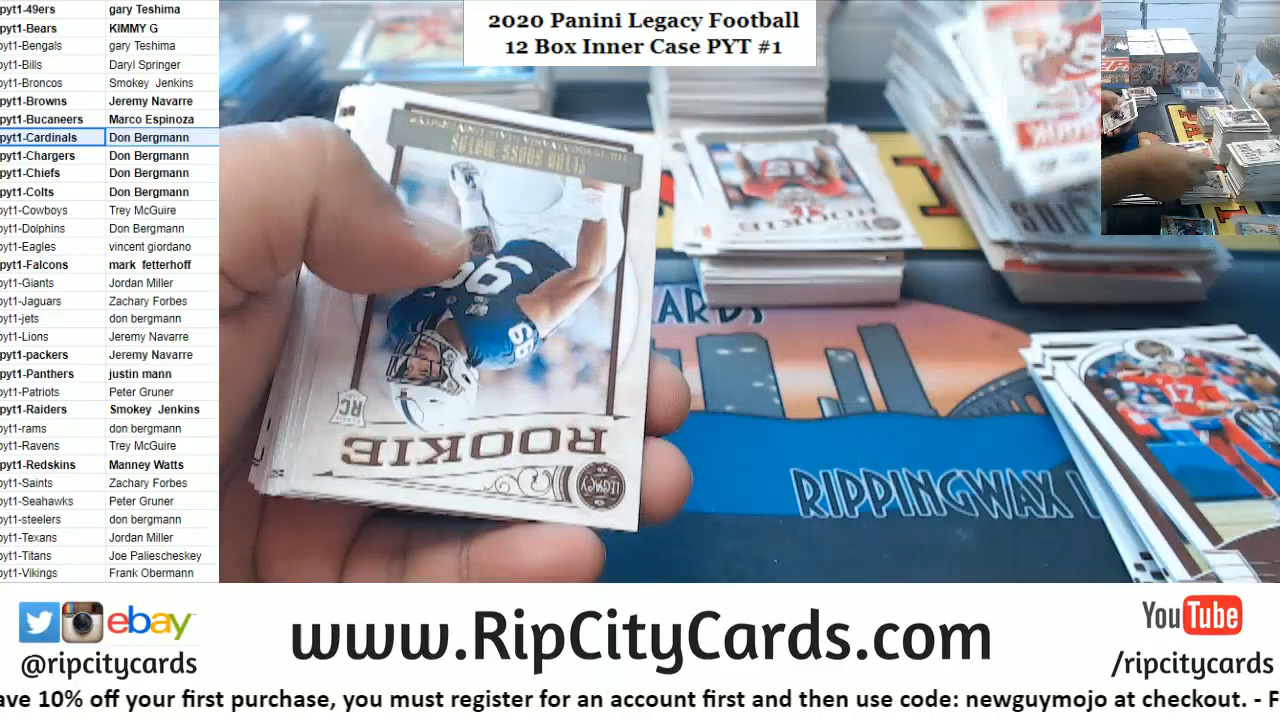 2020 Panini Legacy Football
12 Box Inner Case PYT #1
pyt1-49ers gary Teshima
pyt1-Bears KIMMY G
pyt1-Bengals gary Teshima
pyt1-Bills Daryl Springer
pyt1-Broncos Smokey Jenkins
pyt1-Browns Jeremy Navarre
pyt1-Bucaneers Marco Espinoza
pyt1-Cardinals Don Bergmann
pyt1-Chargers Don Bergmann
pyt1-Chiefs Don Bergmann
pyt1-Colts Don Bergmann
pyt1-Cowboys Trey McGuire
pyt1-Dolphins Don Bergmann
pyt1-Eagles vincent giordano
pyt1-Falcons mark fetterhoff
pyt1-Giants Jordan Miller
pyt1-Jaguars Zachary Forbes
pyt1-jets don bergmann
pyt1-Lions Jeremy Navarre
pyt1-packers Jeremy Navarre
pyt1-Panthers justin mann
pyt1-Patriots Peter Gruner
pyt1-Raiders Smokey Jenkins
pyt1-rams don bergmann
pyt1-Ravens Trey McGuire
pyt1-Redskins Manney Watts
pyt1-Saints Zachary Forbes
pyt1-Seahawks Peter Gruner
pyt1-steelers don bergmann
pyt1-Texans Jordan Miller
pyt1-Titans Joe Paliescheskey
pyt1-Vikings Frank Obermann
ROOKIE
RC
LEGACY
ROOKIE
17
CARDS
RIPPINGWAX
ebay
@ripcitycards
www.RipCityCards.com
YouTube
/ripcitycards
ave 10% off your first purchase, you must register for an account first and then use code: newguymojo at checkout. - F